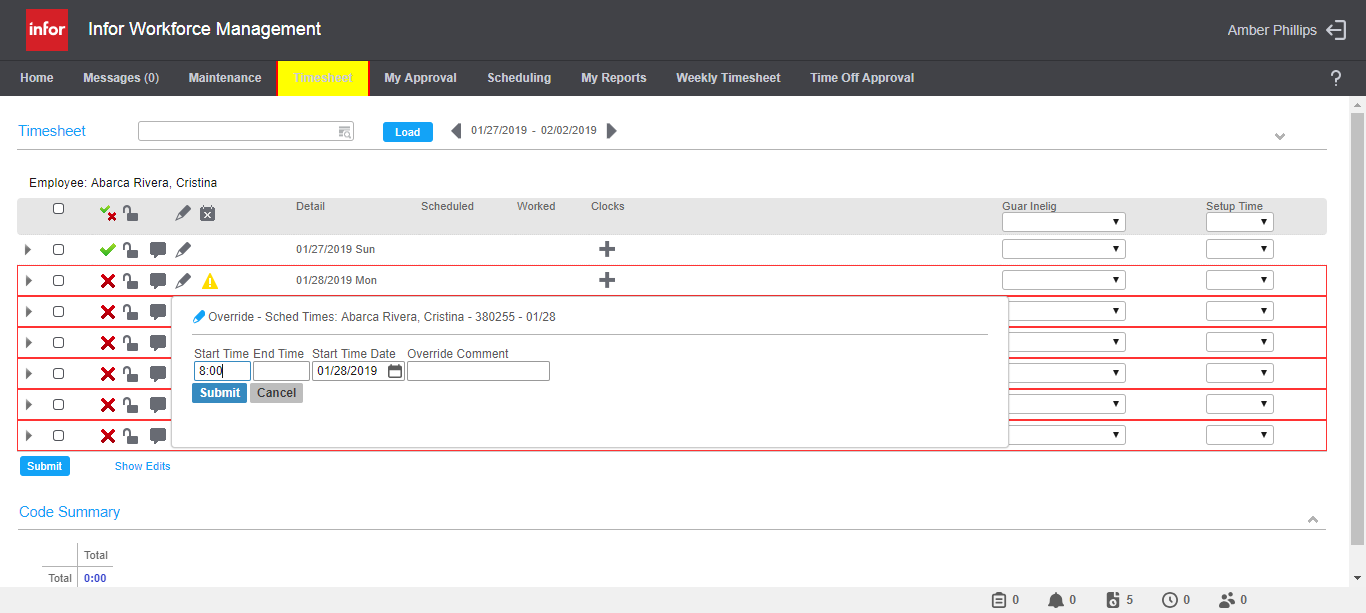 infor
Infor Workforce Management
Amber Phillips
Home Messages (0) Maintenance Timesheet My Approval Scheduling My Reports Weekly Timesheet Time Off Approval ?
Timesheet Load 01/27/2019 - 02/02/2019
Employee: Abarca Rivera, Cristina
Detail Scheduled Worked Clocks Guar Inelig Setup Time
01/27/2019 Sun
01/28/2019 Mon
Override - Sched Times: Abarca Rivera, Cristina - 380255 - 01/28
Start Time End Time Start Time Date Override Comment
8:00 01/28/2019
Submit Cancel
Submit Show Edits
Code Summary
Total
Total 0:00
0 0 5 0 0